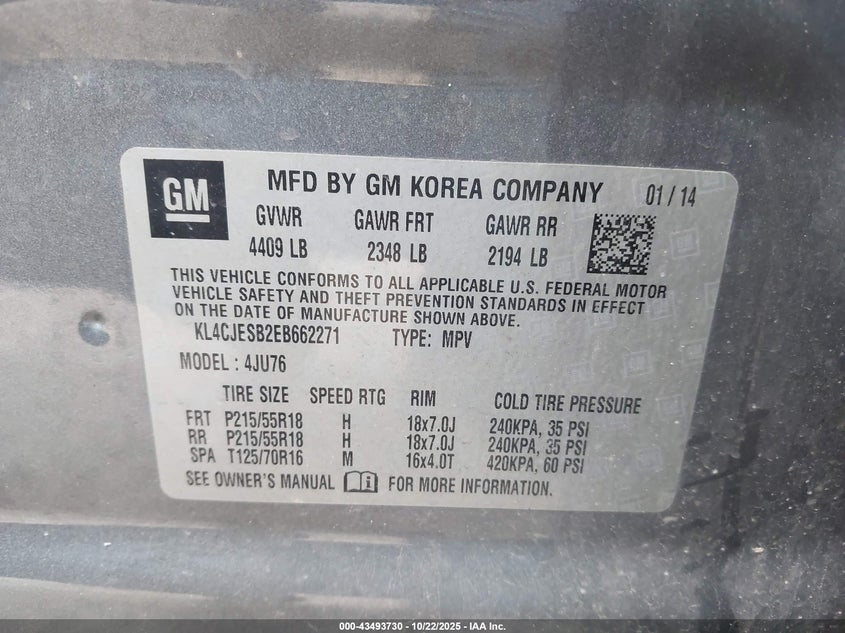 GM MFD BY GM KOREA COMPANY 01/14
GVWR GAWR FRT GAWR RR
4409 LB 2348 LB 2194 LB
THIS VEHICLE CONFORMS TO ALL APPLICABLE U.S. FEDERAL MOTOR
VEHICLE SAFETY AND THEFT PREVENTION STANDARDS IN EFFECT
ON THE DATE OF MANUFACTURE SHOWN ABOVE.
KL4CJESB2EB662271 TYPE: MPV
MODEL : 4JU76
TIRE SIZE SPEED RTG RIM COLD TIRE PRESSURE
FRT P215/55R18 H 18x7.0J 240KPA, 35 PSI
RR P215/55R18 H 18x7.0J 240KPA, 35 PSI
SPA T125/70R16 M 16x4.0T 420KPA, 60 PSI
SEE OWNER'S MANUAL i FOR MORE INFORMATION.
000-43493730 - 10/22/2025 - IAA Inc.